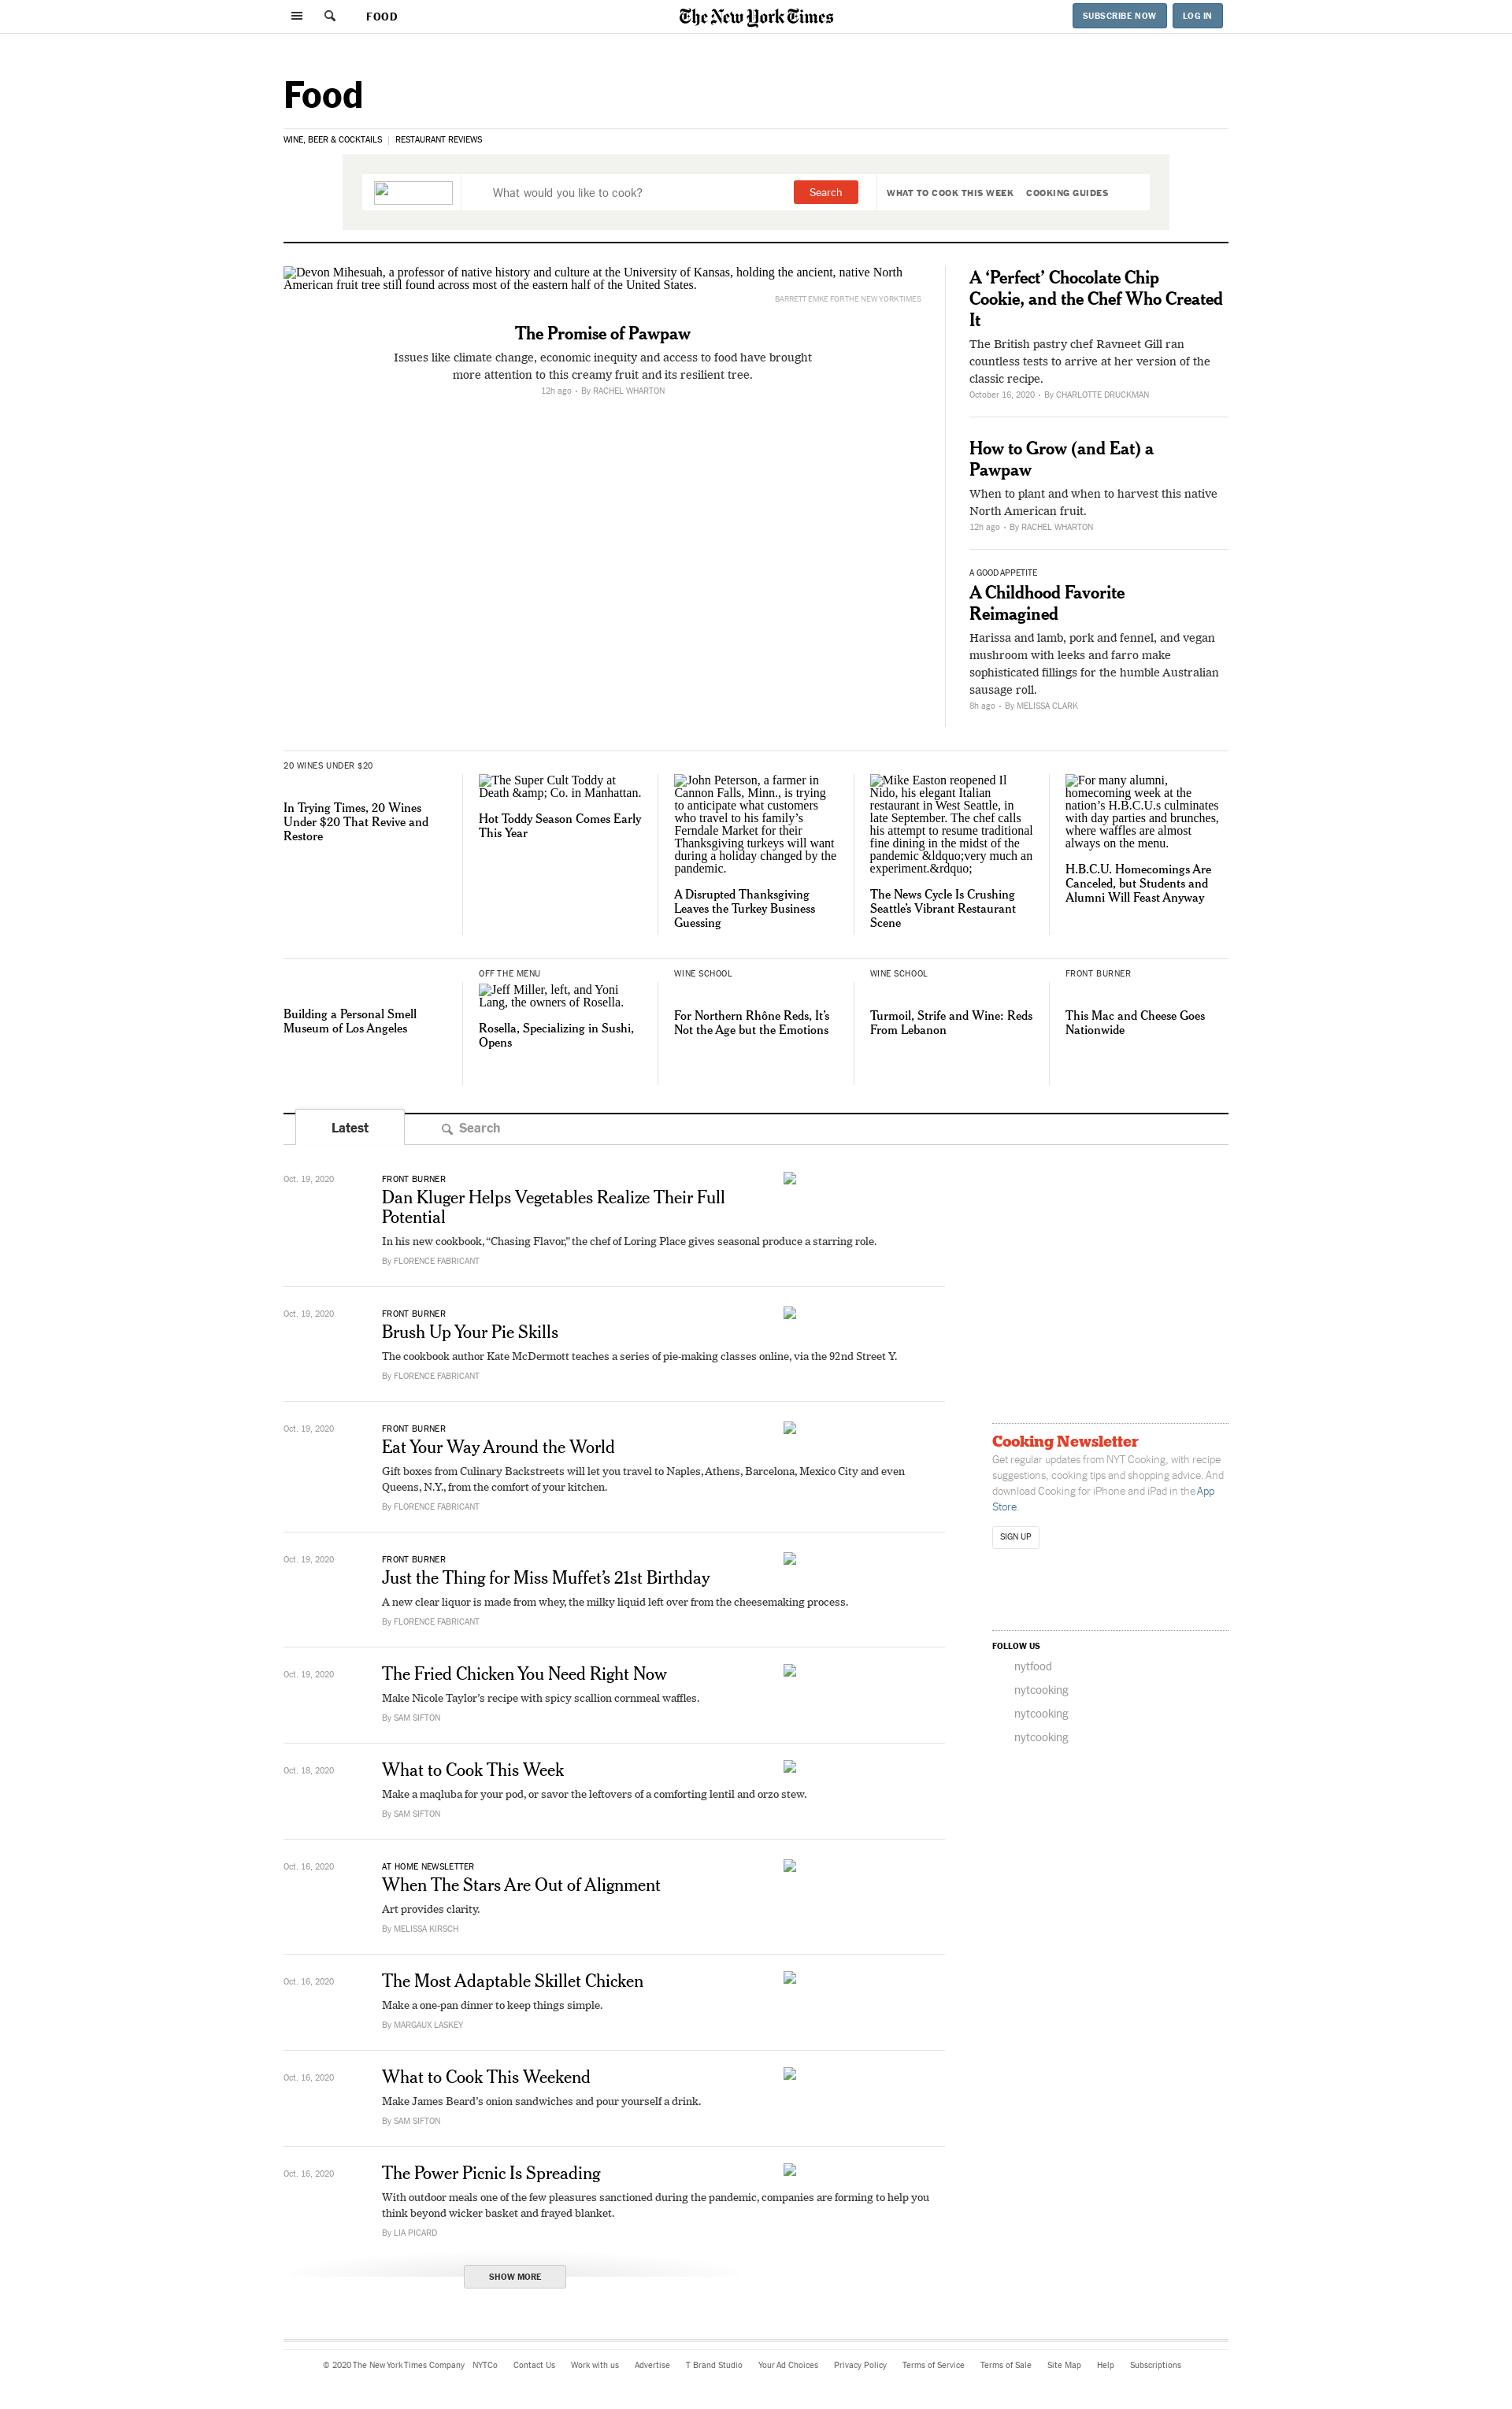 FOOD
The New York Times
SUBSCRIBE NOW
LOG IN
Food
WINE, BEER & COCKTAILS | RESTAURANT REVIEWS
What would you like to cook?
Search
WHAT TO COOK THIS WEEK
COOKING GUIDES
Devon Mihesuah, a professor of native history and culture at the University of Kansas, holding the ancient, native North
American fruit tree still found across most of the eastern half of the United States.
BARRETT EMKE FOR THE NEW YORK TIMES
The Promise of Pawpaw
Issues like climate change, economic inequity and access to food have brought
more attention to this creamy fruit and its resilient tree.
12h ago • By RACHEL WHARTON
A ‘Perfect’ Chocolate Chip
Cookie, and the Chef Who Created
It
The British pastry chef Ravneet Gill ran
countless tests to arrive at her version of the
classic recipe.
October 16, 2020 • By CHARLOTTE DRUCKMAN
How to Grow (and Eat) a
Pawpaw
When to plant and when to harvest this native
North American fruit.
12h ago • By RACHEL WHARTON
A GOOD APPETITE
A Childhood Favorite
Reimagined
Harissa and lamb, pork and fennel, and vegan
mushroom with leeks and farro make
sophisticated fillings for the humble Australian
sausage roll.
8h ago • By MELISSA CLARK
20 WINES UNDER $20
In Trying Times, 20 Wines
Under $20 That Revive and
Restore
The Super Cult Toddy at
Death &amp; Co. in Manhattan.
Hot Toddy Season Comes Early
This Year
John Peterson, a farmer in
Cannon Falls, Minn., is trying
to anticipate what customers
who travel to his family’s
Ferndale Market for their
Thanksgiving turkeys will want
during a holiday changed by the
pandemic.
A Disrupted Thanksgiving
Leaves the Turkey Business
Guessing
Mike Easton reopened Il
Nido, his elegant Italian
restaurant in West Seattle, in
late September. The chef calls
his attempt to resume traditional
fine dining in the midst of the
pandemic &ldquo;very much an
experiment.&rdquo;
The News Cycle Is Crushing
Seattle’s Vibrant Restaurant
Scene
For many alumni,
homecoming week at the
nation’s H.B.C.U.s culminates
with day parties and brunches,
where waffles are almost
always on the menu.
H.B.C.U. Homecomings Are
Canceled, but Students and
Alumni Will Feast Anyway
Building a Personal Smell
Museum of Los Angeles
OFF THE MENU
Jeff Miller, left, and Yoni
Lang, the owners of Rosella.
Rosella, Specializing in Sushi,
Opens
WINE SCHOOL
For Northern Rhône Reds, It’s
Not the Age but the Emotions
WINE SCHOOL
Turmoil, Strife and Wine: Reds
From Lebanon
FRONT BURNER
This Mac and Cheese Goes
Nationwide
Latest
Search
Oct. 19, 2020
FRONT BURNER
Dan Kluger Helps Vegetables Realize Their Full
Potential
In his new cookbook, “Chasing Flavor,” the chef of Loring Place gives seasonal produce a starring role.
By FLORENCE FABRICANT
Oct. 19, 2020
FRONT BURNER
Brush Up Your Pie Skills
The cookbook author Kate McDermott teaches a series of pie-making classes online, via the 92nd Street Y.
By FLORENCE FABRICANT
Oct. 19, 2020
FRONT BURNER
Eat Your Way Around the World
Gift boxes from Culinary Backstreets will let you travel to Naples, Athens, Barcelona, Mexico City and even
Queens, N.Y., from the comfort of your kitchen.
By FLORENCE FABRICANT
Oct. 19, 2020
FRONT BURNER
Just the Thing for Miss Muffet’s 21st Birthday
A new clear liquor is made from whey, the milky liquid left over from the cheesemaking process.
By FLORENCE FABRICANT
Oct. 19, 2020
The Fried Chicken You Need Right Now
Make Nicole Taylor’s recipe with spicy scallion cornmeal waffles.
By SAM SIFTON
Oct. 18, 2020
What to Cook This Week
Make a maqluba for your pod, or savor the leftovers of a comforting lentil and orzo stew.
By SAM SIFTON
Oct. 16, 2020
AT HOME NEWSLETTER
When The Stars Are Out of Alignment
Art provides clarity.
By MELISSA KIRSCH
Oct. 16, 2020
The Most Adaptable Skillet Chicken
Make a one-pan dinner to keep things simple.
By MARGAUX LASKEY
Oct. 16, 2020
What to Cook This Weekend
Make James Beard’s onion sandwiches and pour yourself a drink.
By SAM SIFTON
Oct. 16, 2020
The Power Picnic Is Spreading
With outdoor meals one of the few pleasures sanctioned during the pandemic, companies are forming to help you
think beyond wicker basket and frayed blanket.
By LIA PICARD
SHOW MORE
Cooking Newsletter
Get regular updates from NYT Cooking, with recipe
suggestions, cooking tips and shopping advice. And
download Cooking for iPhone and iPad in the App
Store.
SIGN UP
FOLLOW US
nytfood
nytcooking
nytcooking
nytcooking
© 2020 The New York Times Company NYTCo Contact Us Work with us Advertise T Brand Studio Your Ad Choices Privacy Policy Terms of Service Terms of Sale Site Map Help Subscriptions